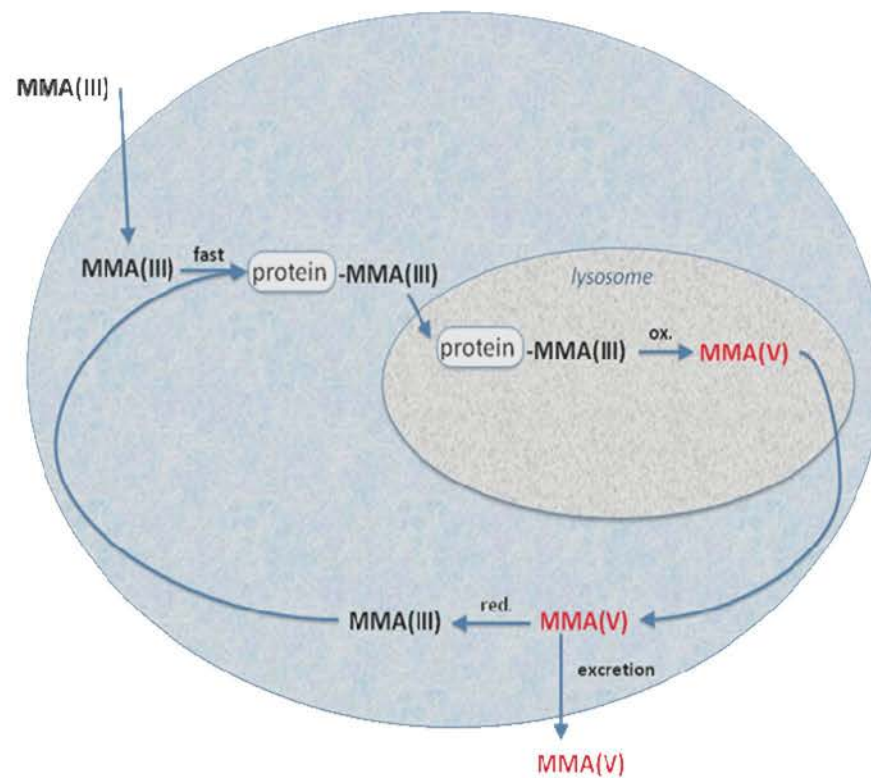 MMA(III)
fast
MMA(III)
protein -MMA(III)
lysosome
ox.
protein -MMA(III)
MMA(V)
red.
MMA(III)
MMA(V)
excretion
MMA(V)